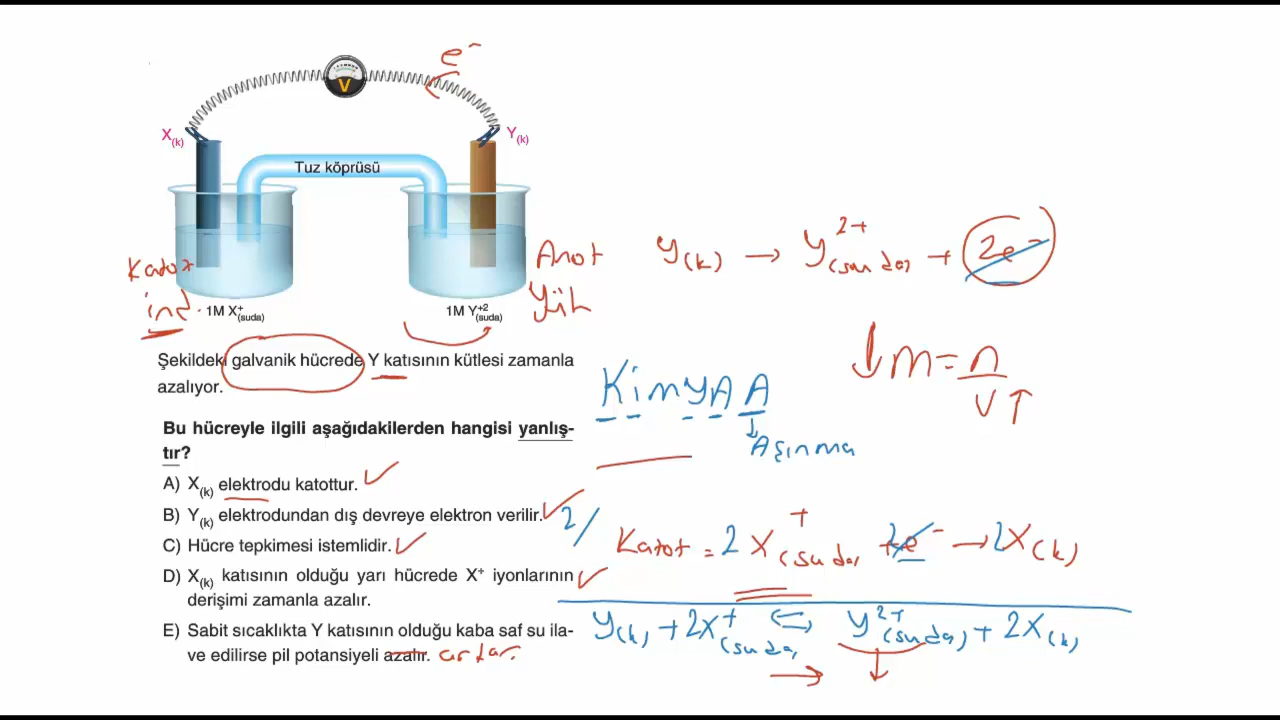 e⁻
V
X(k)
Y(k)
Tuz köprüsü
Katot
ind
Anot
Yük
1M X⁺(suda)
1M Y⁺²(suda)
Y(k) → Y²⁺(suda) + 2e⁻
Şekildeki galvanik hücrede Y katısının kütlesi zamanla
azalıyor.
↓M = n/V↑
KimYAA
↓
Aşınma
Bu hücreyle ilgili aşağıdakilerden hangisi yanlış-
tır?
A) X(k) elektrodu katottur.
B) Y(k) elektrodundan dış devreye elektron verilir.
C) Hücre tepkimesi istemlidir.
D) X(k) katısının olduğu yarı hücrede X⁺ iyonlarının
derişimi zamanla azalır.
E) Sabit sıcaklıkta Y katısının olduğu kaba saf su ila-
ve edilirse pil potansiyeli azalır. artar.
2/ Katot = 2X⁺(suda) + 2e⁻ → 2X(k)
Y(k) + 2X⁺(suda) ⇌ Y²⁺(suda) + 2X(k)
→ ↓